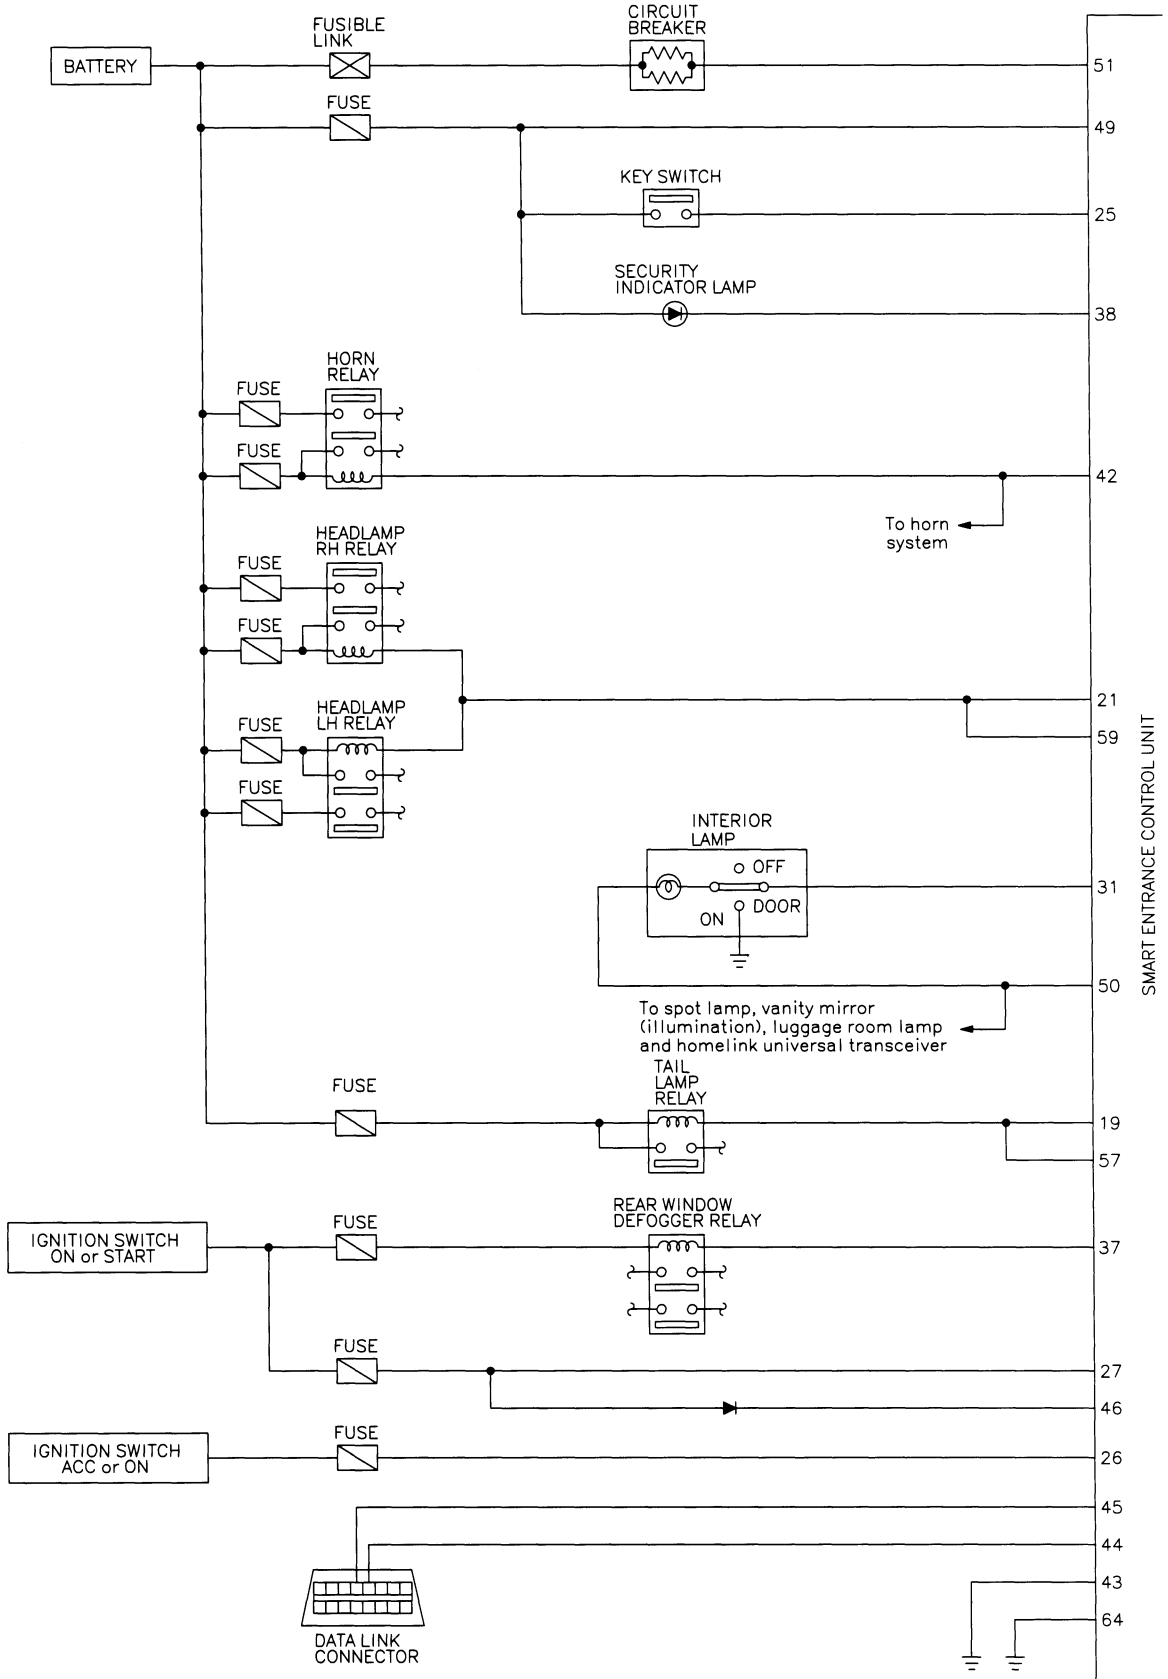 CIRCUIT
BREAKER
FUSIBLE
LINK
BATTERY
51
FUSE
49
KEY SWITCH
25
SECURITY
INDICATOR LAMP
38
HORN
RELAY
FUSE
FUSE
42
To horn
system
HEADLAMP
RH RELAY
FUSE
FUSE
21
HEADLAMP
LH RELAY
FUSE
59
FUSE
SMART ENTRANCE CONTROL UNIT
INTERIOR
LAMP
OFF
31
DOOR
ON
50
To spot lamp, vanity mirror
(illumination), luggage room lamp
and homelink universal transceiver
TAIL
LAMP
RELAY
FUSE
19
57
REAR WINDOW
DEFOGGER RELAY
FUSE
IGNITION SWITCH
ON or START
37
FUSE
27
46
FUSE
IGNITION SWITCH
ACC or ON
26
45
44
43
64
DATA LINK
CONNECTOR